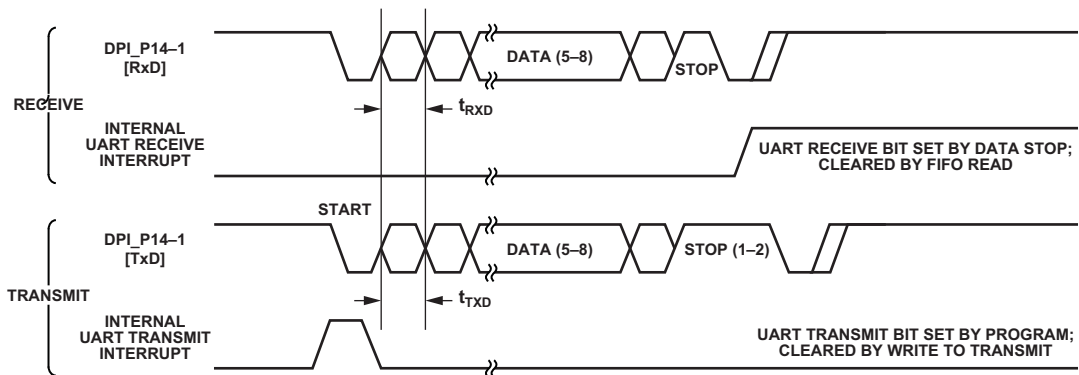 RECEIVE
DPI_P14–1
[RxD]
DATA (5–8)
STOP
tRXD
INTERNAL
UART RECEIVE
INTERRUPT
UART RECEIVE BIT SET BY DATA STOP;
CLEARED BY FIFO READ
TRANSMIT
START
DPI_P14–1
[TxD]
DATA (5–8)
STOP (1–2)
tTXD
INTERNAL
UART TRANSMIT
INTERRUPT
UART TRANSMIT BIT SET BY PROGRAM;
CLEARED BY WRITE TO TRANSMIT